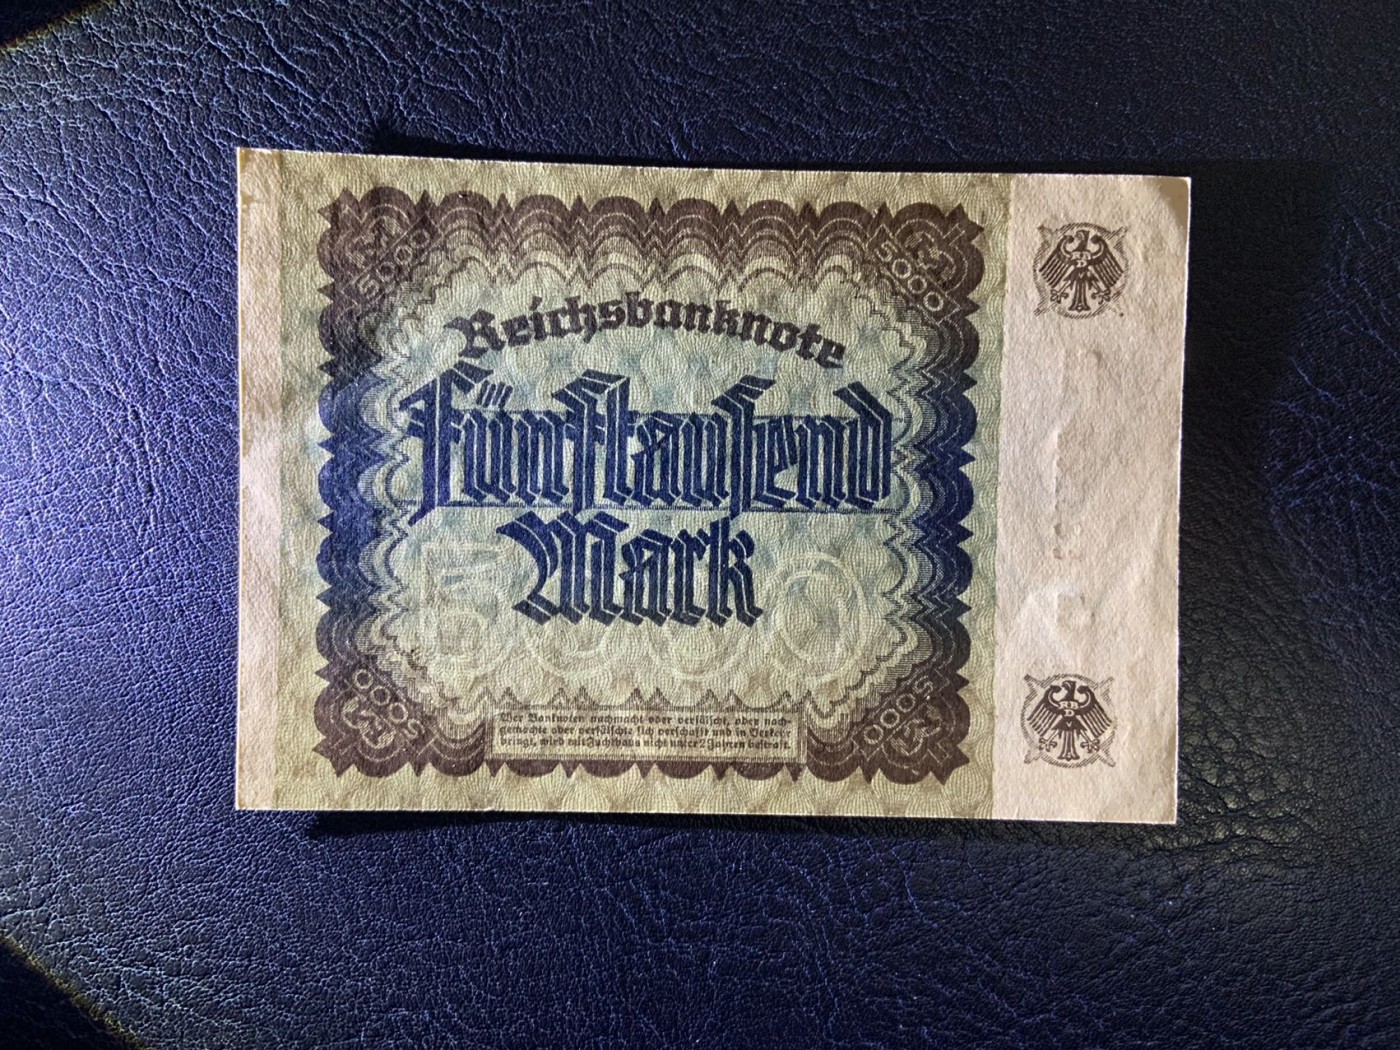 5000
5000
Reichsbanknote
Fünftausend
Mark
5000
Wer Banknoten nachmacht oder verfälscht, oder nach-
gemachte oder verfälschte sich verschafft und in Verkehr
bringt, wird mit Zuchthaus nicht unter 2 Jahren bestraft.
5000
5000